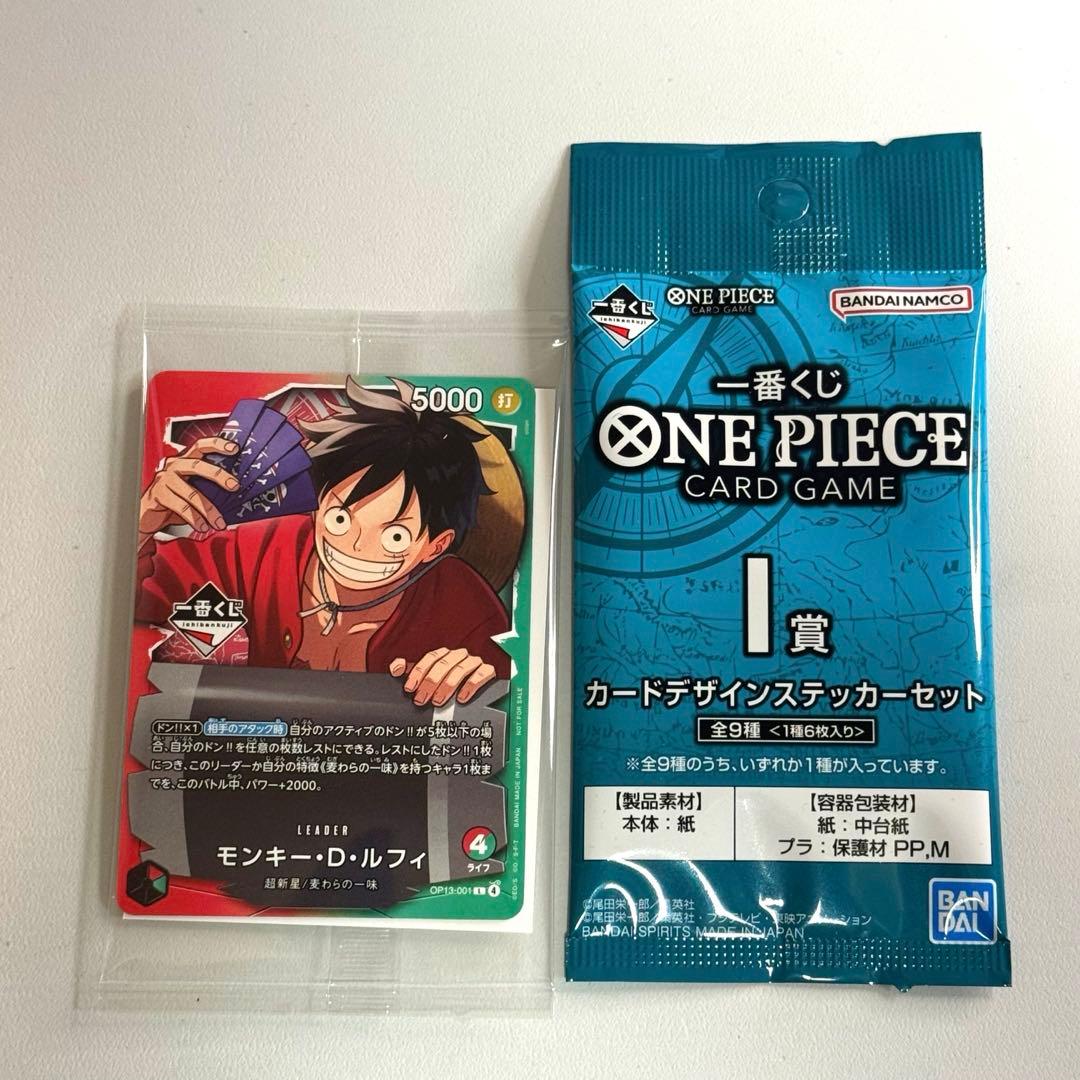 5000
打
一番くじ
ichibankuji
ドン!!×1 相手のアタック時 自分のアクティブのドン!!が5枚以下の場
合、自分のドン!!を任意の枚数レストにできる。レストにしたドン!!1枚
につき、このリーダーか自分の特徴《麦わらの一味》を持つキャラ1枚ま
でを、このバトル中、パワー+2000。
LEADER
モンキー・D・ルフィ
超新星/麦わらの一味
4
ライフ
OP13-001 L 4
©E.O./S ©O. S・F・T BANDAI MADE IN JAPAN NOT FOR SALE
一番くじ
ichibankuji
ONE PIECE
CARD GAME
BANDAI NAMCO
一番くじ
ONE PIECE
CARD GAME
I賞
カードデザインステッカーセット
全9種 <1種6枚入り>
※全9種のうち、いずれか1種が入っています。
【製品素材】
本体:紙
【容器包装材】
紙:中台紙
プラ:保護材 PP,M
©尾田栄一郎/集英社
©尾田栄一郎/集英社・フジテレビ・東映アニメーション
BANDAI SPIRITS MADE IN JAPAN
BAN
DAI